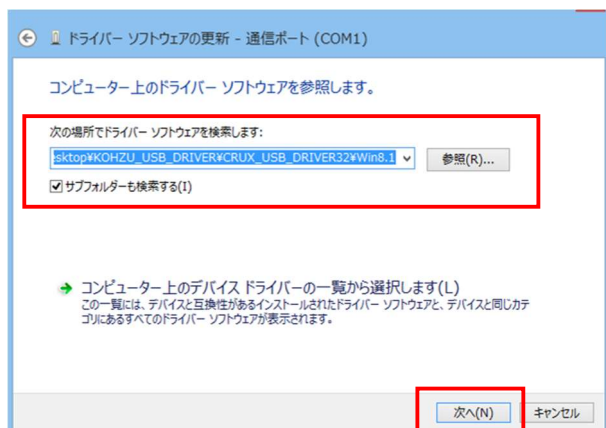 ドライバー ソフトウェアの更新 - 通信ポート (COM1)
コンピューター上のドライバー ソフトウェアを参照します。
次の場所でドライバー ソフトウェアを検索します:
sktop¥KOHZU_USB_DRIVER¥CRUX_USB_DRIVER32¥Win8.1
参照(R)...
サブフォルダーも検索する(I)
コンピューター上のデバイス ドライバーの一覧から選択します(L)
この一覧には、デバイスと互換性があるインストールされたドライバー ソフトウェアと、デバイスと同じカテ
ゴリにあるすべてのドライバー ソフトウェアが表示されます。
次へ(N)
キャンセル